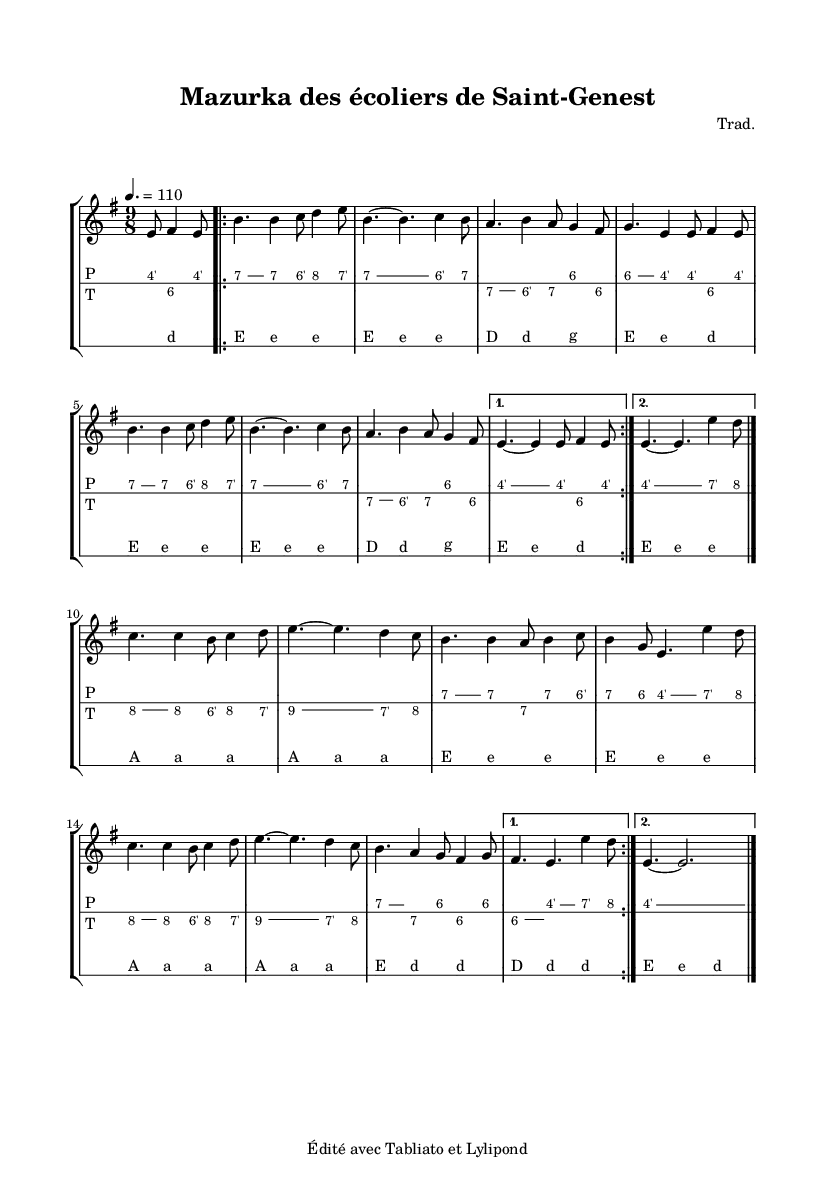 Mazurka des écoliers de Saint-Genest
Trad.
♩. = 110
9
8
P 4' 4' 7 7 6' 8 7' 7 6' 7 6 6 4' 4' 4'
T 6 7 6' 7 6 6
d E e e E e e D d g E e d
5
1. 2.
P 7 7 6' 8 7' 7 6' 7 6 4' 4' 4' 4' 7' 8
T 7 6' 7 6 6
E e e E e e D d g E e d E e e
10
P 7 7 7 6' 7 6 4' 7' 8
T 8 8 6' 8 7' 9 7' 8 7
A a a A a a E e e E e e
14
1. 2.
P 7 6 6 4' 7' 8 4'
T 8 8 6' 8 7' 9 7' 8 7 6 6
A a a A a a E d d D d d E e d
Édité avec Tabliato et Lylipond